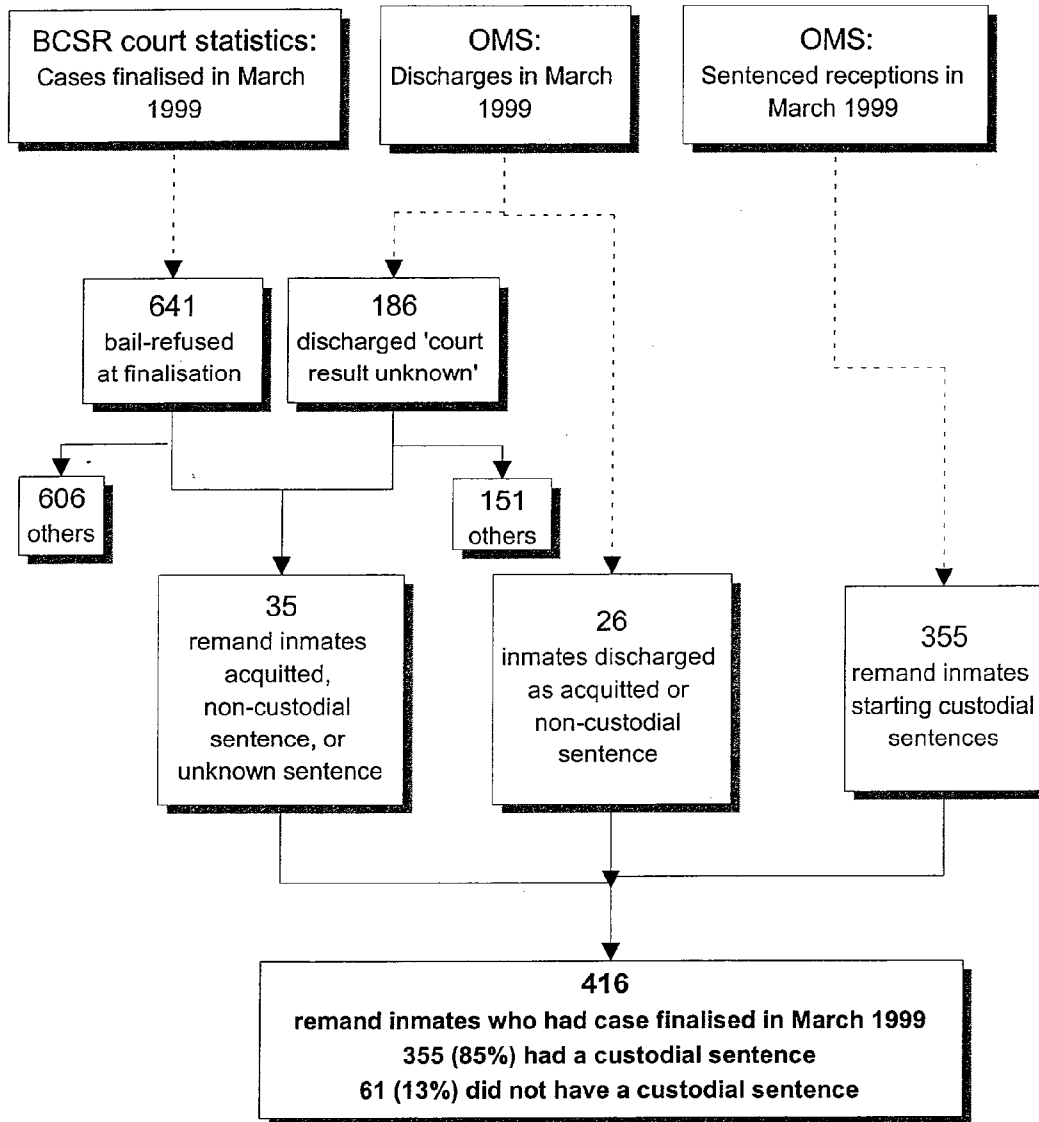 BCSR court statistics:
Cases finalised in March
1999
OMS:
Discharges in March
1999
OMS:
Sentenced receptions in
March 1999
641
bail-refused
at finalisation
186
discharged 'court
result unknown'
606
others
151
others
35
remand inmates
acquitted,
non-custodial
sentence, or
unknown sentence
26
inmates discharged
as acquitted or
non-custodial
sentence
355
remand inmates
starting custodial
sentences
416
remand inmates who had case finalised in March 1999
355 (85%) had a custodial sentence
61 (13%) did not have a custodial sentence